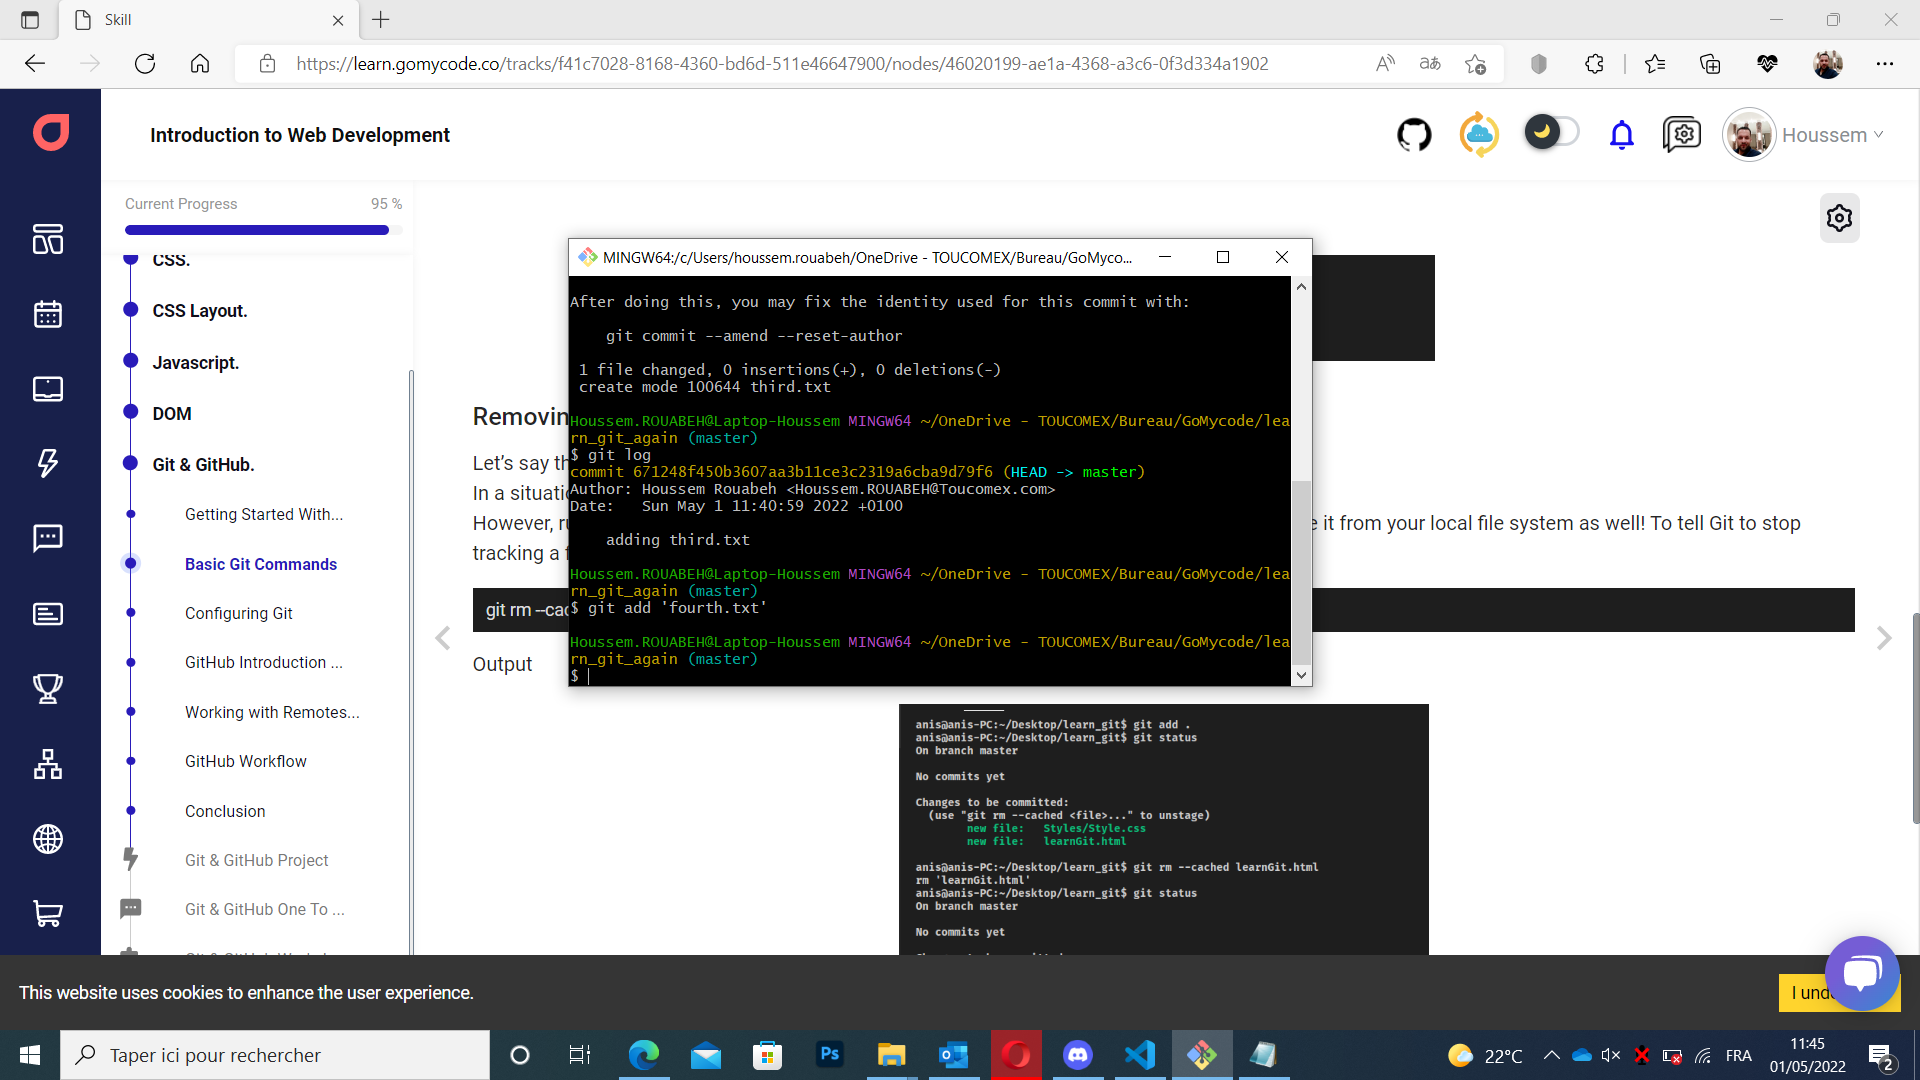 Skill
https://learn.gomycode.co/tracks/f41c7028-8168-4360-bd6d-511e46647900/nodes/46020199-ae1a-4368-a3c6-0f3d334a1902
Introduction to Web Development
Houssem
Current Progress
95 %
CSS.
CSS Layout.
Javascript.
DOM
Git & GitHub.
Getting Started With...
Basic Git Commands
Configuring Git
GitHub Introduction ...
Working with Remotes...
GitHub Workflow
Conclusion
Git & GitHub Project
Git & GitHub One To ...
Removin
Let's say th
In a situati
However, ru
e it from your local file system as well! To tell Git to stop
tracking a f
git rm --cac
Output
MINGW64:/c/Users/houssem.rouabeh/OneDrive - TOUCOMEX/Bureau/GoMyco...
After doing this, you may fix the identity used for this commit with:
git commit --amend --reset-author
1 file changed, 0 insertions(+), 0 deletions(-)
create mode 100644 third.txt
Houssem.ROUABEH@Laptop-Houssem MINGW64 ~/OneDrive - TOUCOMEX/Bureau/GoMycode/lea
rn_git_again (master)
$ git log
commit 671248f450b3607aa3b11ce3c2319a6cba9d79f6 (HEAD -> master)
Author: Houssem Rouabeh <Houssem.ROUABEH@Toucomex.com>
Date:   Sun May 1 11:40:59 2022 +0100
adding third.txt
Houssem.ROUABEH@Laptop-Houssem MINGW64 ~/OneDrive - TOUCOMEX/Bureau/GoMycode/lea
rn_git_again (master)
$ git add 'fourth.txt'
Houssem.ROUABEH@Laptop-Houssem MINGW64 ~/OneDrive - TOUCOMEX/Bureau/GoMycode/lea
rn_git_again (master)
$
anis@anis-PC:~/Desktop/learn_git$ git add .
anis@anis-PC:~/Desktop/learn_git$ git status
On branch master
No commits yet
Changes to be committed:
(use "git rm --cached <file>..." to unstage)
new file:   Styles/Style.css
new file:   learnGit.html
anis@anis-PC:~/Desktop/learn_git$ git rm --cached learnGit.html
rm 'learnGit.html'
anis@anis-PC:~/Desktop/learn_git$ git status
On branch master
No commits yet
This website uses cookies to enhance the user experience.
I und
Taper ici pour rechercher
Ps
22°C
FRA
11:45
01/05/2022
2